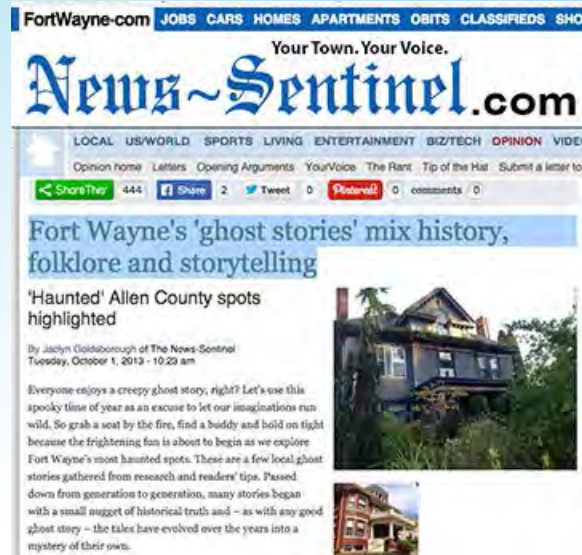 FortWayne.com JOBS CARS HOMES APARTMENTS OBITS CLASSIFIEDS SHO
Your Town. Your Voice.
News~Sentinel.com
LOCAL US/WORLD SPORTS LIVING ENTERTAINMENT BIZ/TECH OPINION VIDE
Opinion home Letters Opening Arguments YourVoice The Rant Tip of the Hat Submit a letter to
ShareThis 444 Share 2 Tweet 0 Pinterest 0 comments 0
Fort Wayne's 'ghost stories' mix history,
folklore and storytelling
'Haunted' Allen County spots
highlighted
By Jaclyn Goldsborough of The News-Sentinel
Tuesday, October 1, 2013 - 10:23 am
Everyone enjoys a creepy ghost story, right? Let's use this
spooky time of year as an excuse to let our imaginations run
wild. So grab a seat by the fire, find a buddy and hold on tight
because the frightening fun is about to begin as we explore
Fort Wayne's most haunted spots. These are a few local ghost
stories gathered from research and readers' tips. Passed
down from generation to generation, many stories began
with a small nugget of historical truth and – as with any good
ghost story – the tales have evolved over the years into a
mystery of their own.